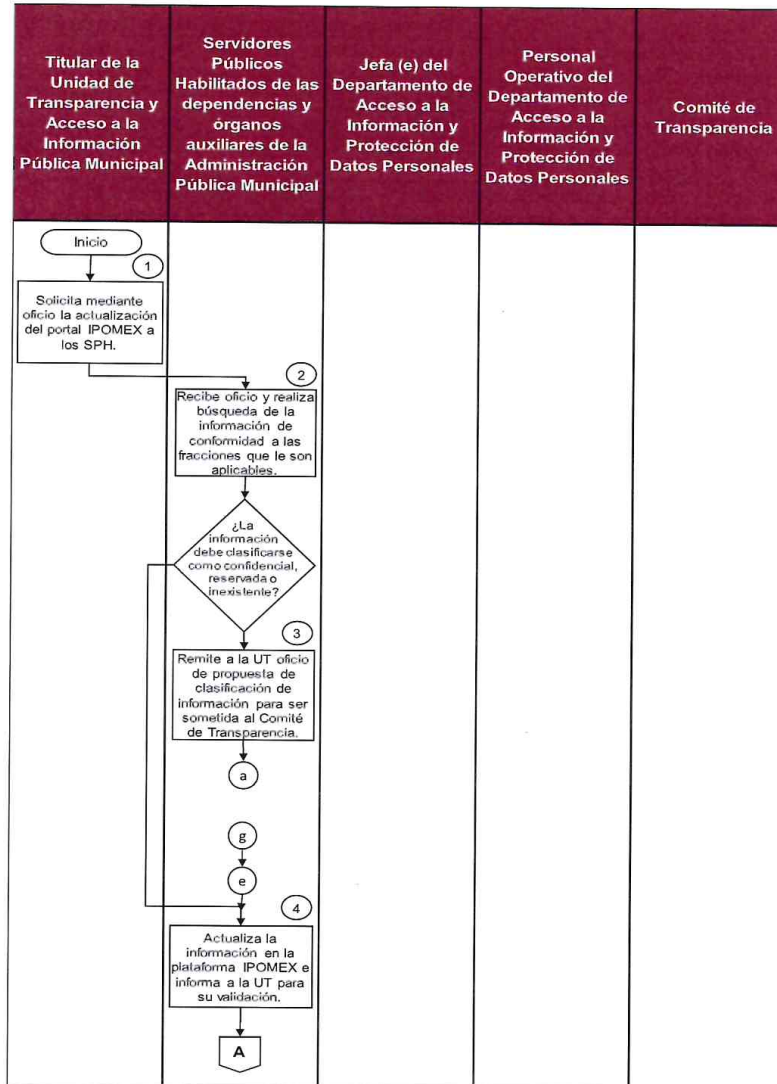 Titular de la
Unidad de
Transparencia y
Acceso a la
Información
Pública Municipal
Servidores
Públicos
Habilitados de las
dependencias y
órganos
auxiliares de la
Administración
Pública Municipal
Jefa (e) del
Departamento de
Acceso a la
Información y
Protección de
Datos Personales
Personal
Operativo del
Departamento de
Acceso a la
Información y
Protección de
Datos Personales
Comité de
Transparencia
Inicio
1
Solicita mediante
oficio la actualización
del portal IPOMEX a
los SPH.
2
Recibe oficio y realiza
búsqueda de la
información de
conformidad a las
fracciones que le son
aplicables.
¿La
información
debe clasificarse
como confidencial,
reservada o
inexistente?
3
Remite a la UT oficio
de propuesta de
clasificación de
información para ser
sometida al Comité
de Transparencia.
a
g
e
4
Actualiza la
información en la
plataforma IPOMEX e
informa a la UT para
su validación.
A